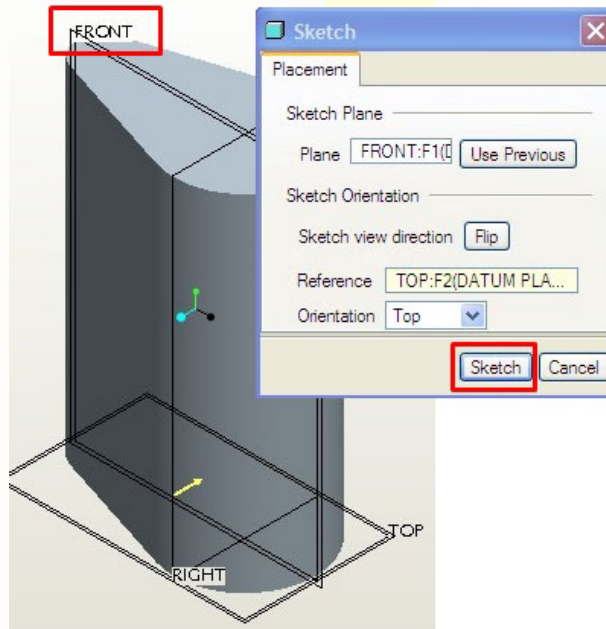 FRONT
Sketch
Placement
Sketch Plane
Plane FRONT:F1(D Use Previous
Sketch Orientation
Sketch view direction Flip
Reference TOP:F2(DATUM PLA...
Orientation Top
Sketch Cancel
TOP
RIGHT